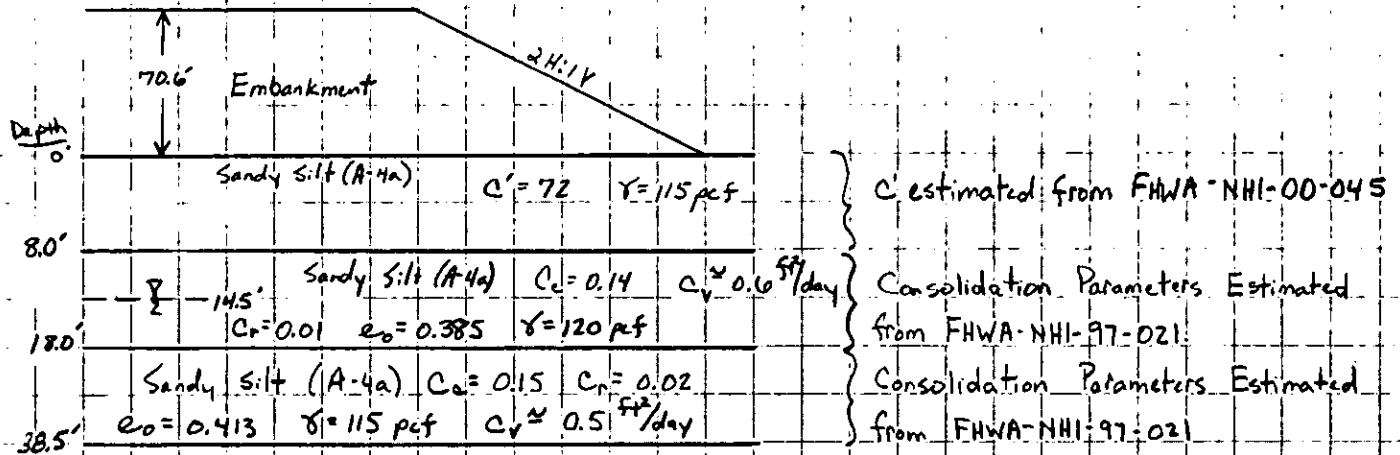 2H:1V
70.6' Embankment
Depth
0'
Sandy Silt (A-4a) C' = 72 γ = 115 pcf
C' estimated from FHWA-NHI-00-045
8.0'
Sandy Silt (A-4a) Cc = 0.14 Cv ≈ 0.6 ft²/day
Consolidation Parameters Estimated
14.5'
Cr = 0.01 e₀ = 0.385 γ = 120 pcf
from FHWA-NHI-97-021
18.0'
Sandy Silt (A-4a) Cc = 0.15 Cr = 0.02
Consolidation Parameters Estimated
e₀ = 0.413 γ = 115 pcf Cv ≈ 0.5 ft²/day
from FHWA-NHI-97-021
38.5'